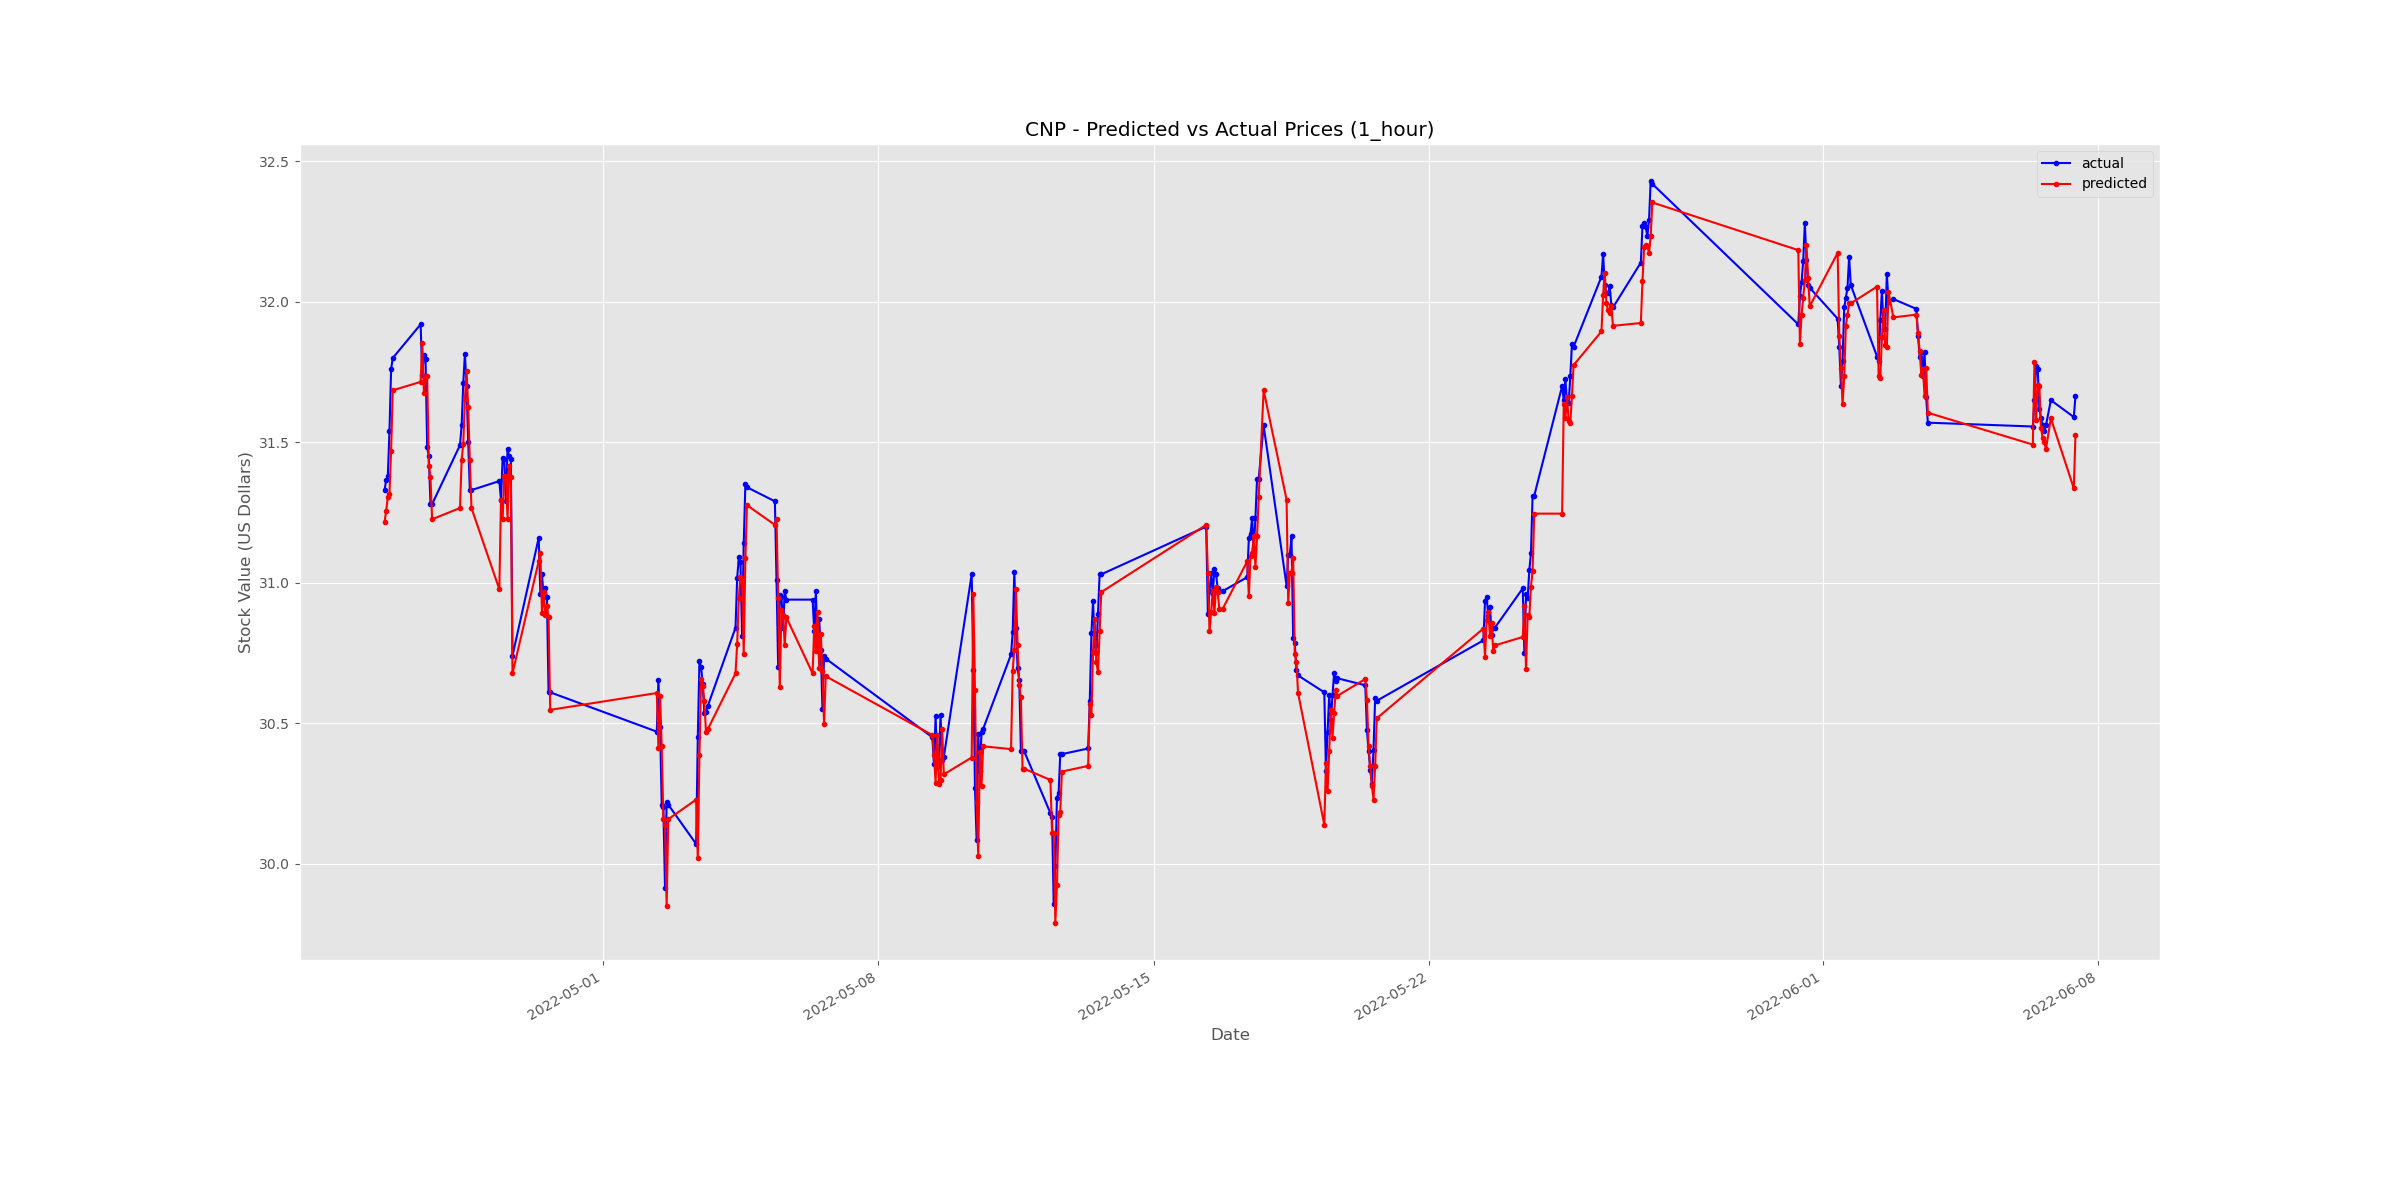 CNP - Predicted vs Actual Prices (1_hour)
actual
predicted
Stock Value (US Dollars)
32.5
32.0
31.5
31.0
30.5
30.0
2022-05-01
2022-05-08
2022-05-15
2022-05-22
2022-06-01
2022-06-08
Date